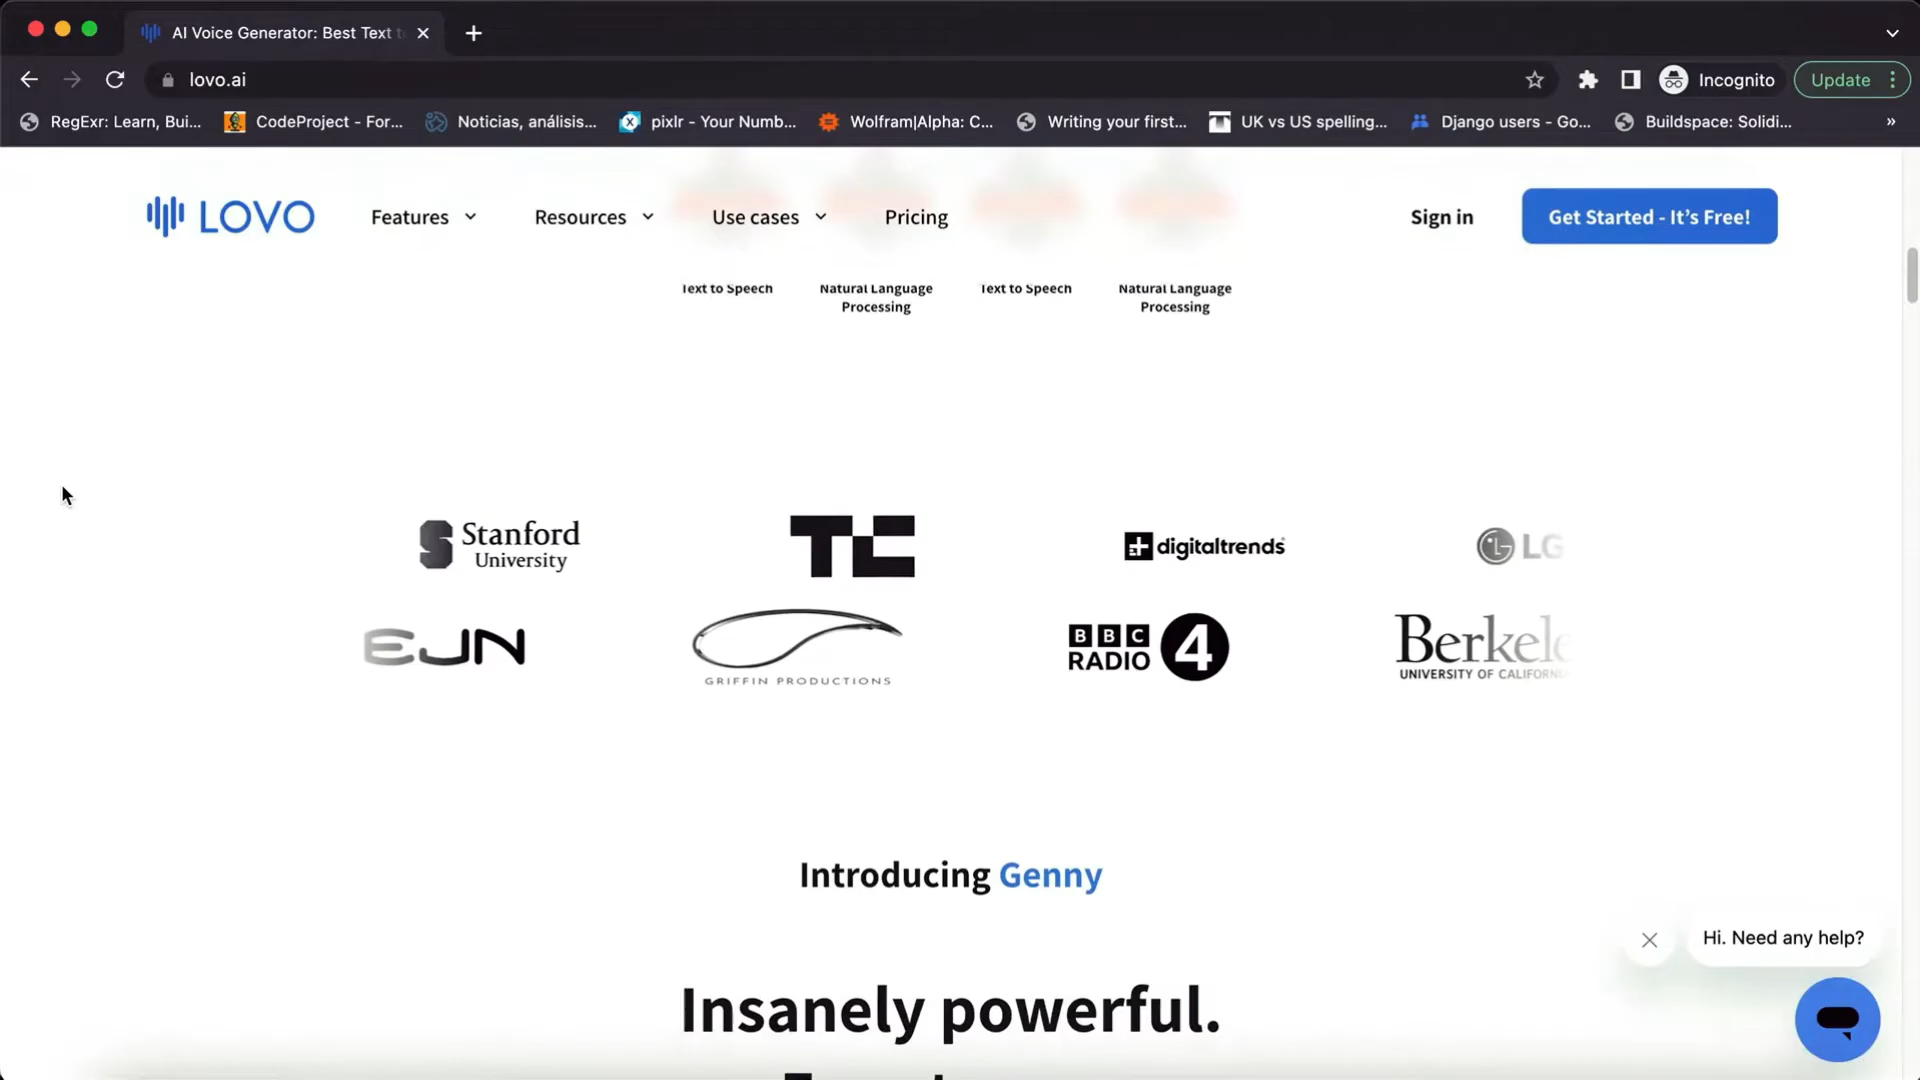 AI Voice Generator: Best Text t
lovo.ai
Incognito
Update
RegExr: Learn, Bui...
CodeProject - For...
Noticias, análisis...
pixlr - Your Numb...
Wolfram|Alpha: C...
Writing your first...
UK vs US spelling...
Django users - Go...
Buildspace: Solidi...
»
LOVO
Features
Resources
Use cases
Pricing
Sign in
Get Started - It's Free!
Text to Speech
Natural Language
Processing
Text to Speech
Natural Language
Processing
Stanford
University
TC
digitaltrends
LG
EJN
GRIFFIN PRODUCTIONS
BBC
RADIO 4
Berkele
UNIVERSITY OF CALIFORN
Introducing Genny
Insanely powerful.
Hi. Need any help?